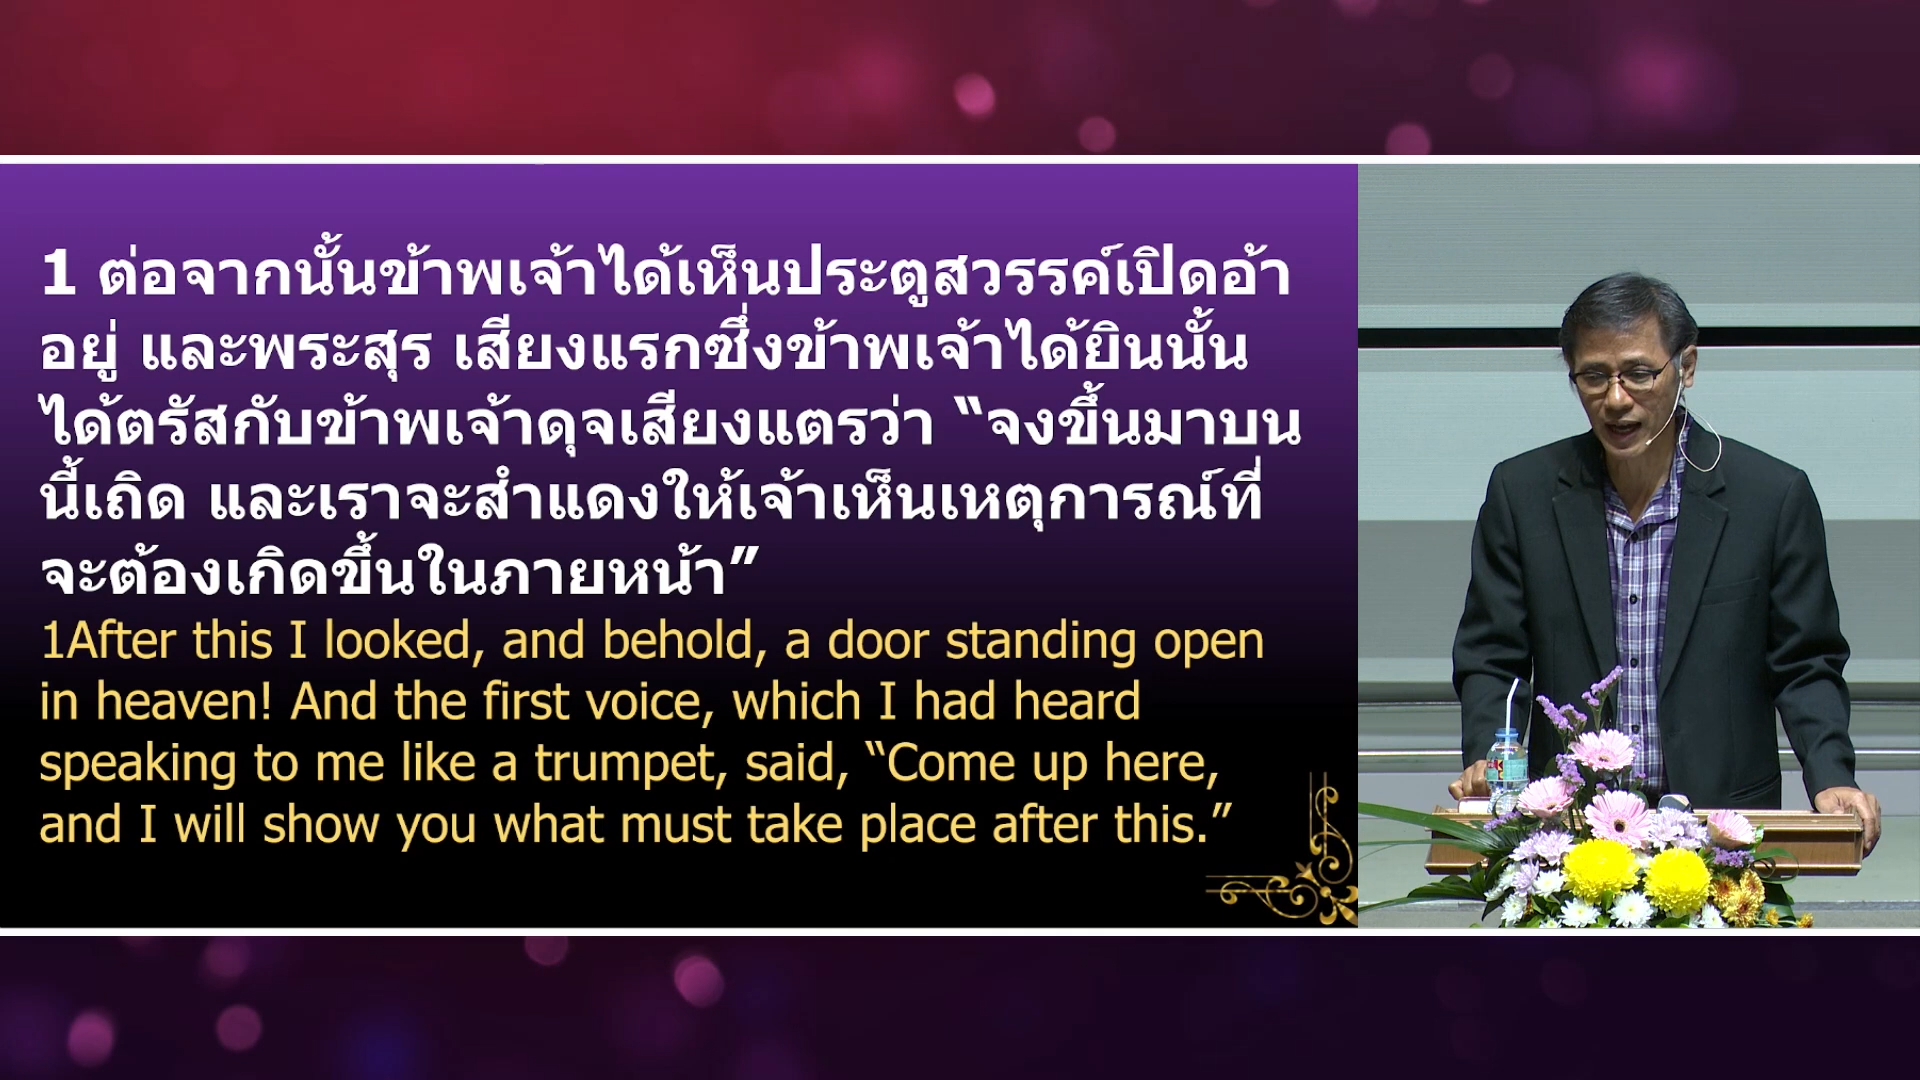 1 ต่อจากนั้นข้าพเจ้าได้เห็นประตูสวรรค์เปิดอ้า
อยู่ และพระสุร เสียงแรกซึ่งข้าพเจ้าได้ยินนั้น
ได้ตรัสกับข้าพเจ้าดุจเสียงแตรว่า “จงขึ้นมาบน
นี้เถิด และเราจะสำแดงให้เจ้าเห็นเหตุการณ์ที่
จะต้องเกิดขึ้นในภายหน้า”
1After this I looked, and behold, a door standing open
in heaven! And the first voice, which I had heard
speaking to me like a trumpet, said, “Come up here,
and I will show you what must take place after this.”